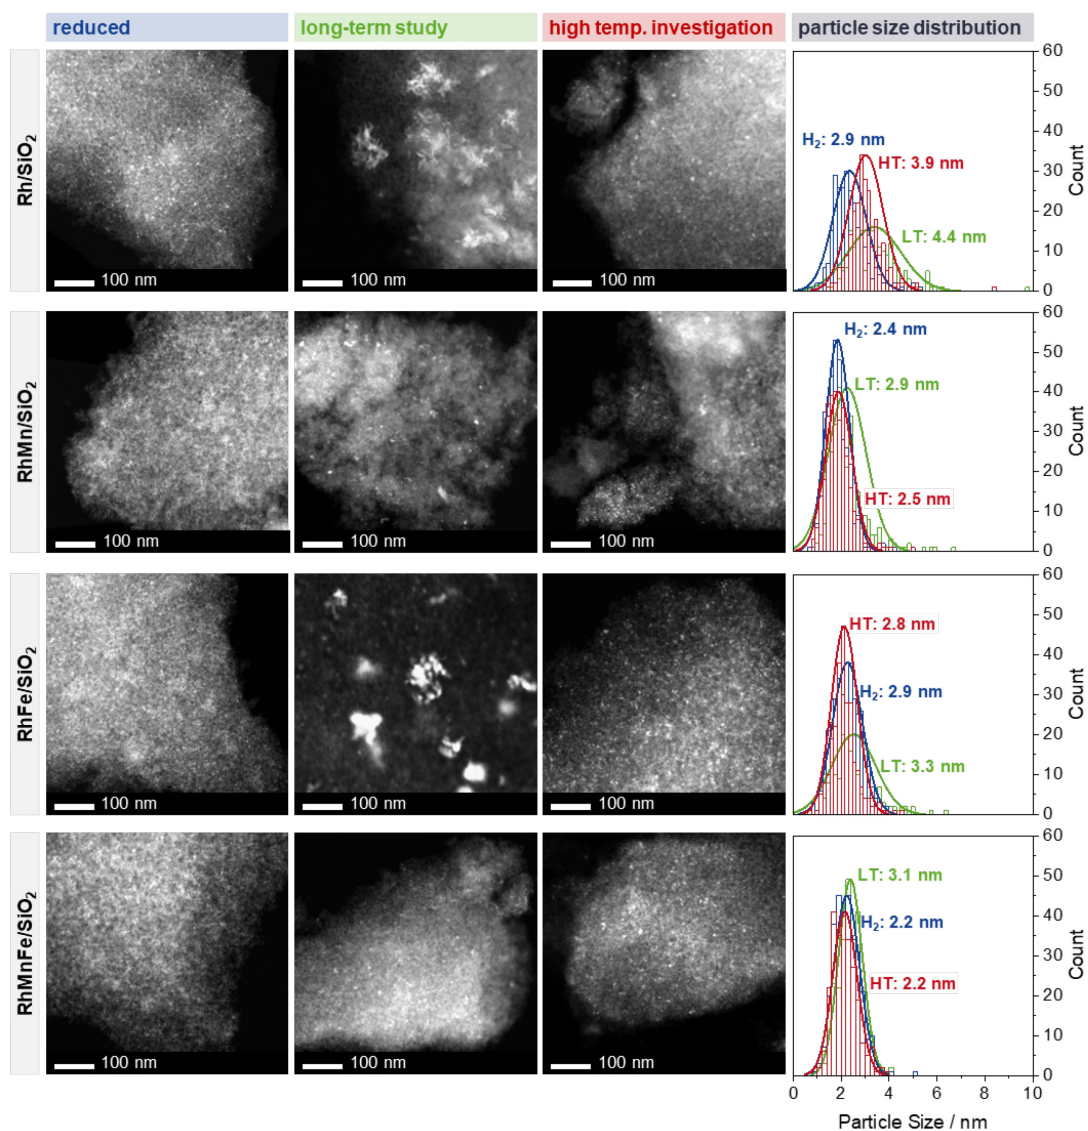 reduced
long-term study
high temp. investigation
particle size distribution
Rh/SiO₂
100 nm
100 nm
100 nm
H₂: 2.9 nm
HT: 3.9 nm
LT: 4.4 nm
60
50
40
30
20
10
0
Count
RhMn/SiO₂
100 nm
100 nm
100 nm
H₂: 2.4 nm
LT: 2.9 nm
HT: 2.5 nm
60
50
40
30
20
10
0
Count
RhFe/SiO₂
100 nm
100 nm
100 nm
HT: 2.8 nm
H₂: 2.9 nm
LT: 3.3 nm
60
50
40
30
20
10
0
Count
RhMnFe/SiO₂
100 nm
100 nm
100 nm
LT: 3.1 nm
H₂: 2.2 nm
HT: 2.2 nm
60
50
40
30
20
10
0
Count
0 2 4 6 8 10
Particle Size / nm